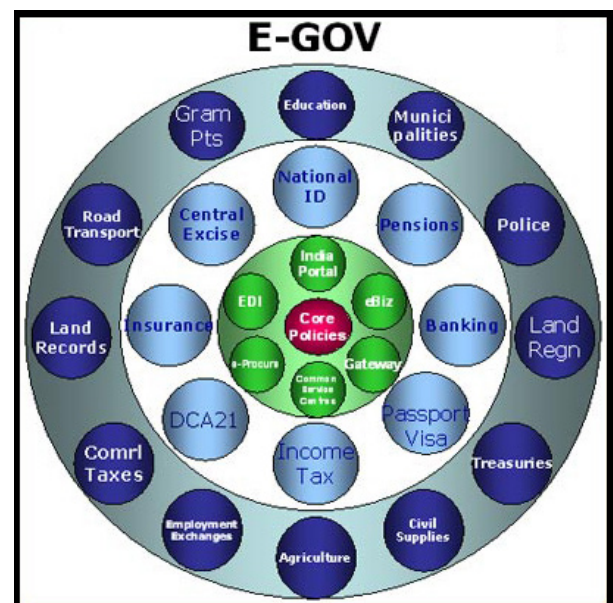 E-GOV
Education
Gram
Pts
Munici
palities
National
ID
Central
Excise
Pensions
Road
Transport
Police
India
Portal
EDI
eBiz
Core
Policies
Land
Records
Insurance
Banking
Land
Regn
e-Procure
Gateway
Common
Service
Centres
DCA21
Passport
Visa
Income
Tax
Comrl
Taxes
Treasuries
Employment
Exchanges
Civil
Supplies
Agriculture